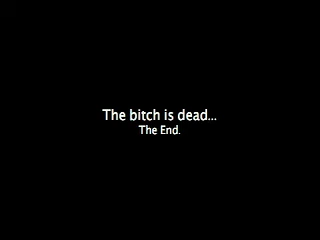 The bitch is dead...
The End.